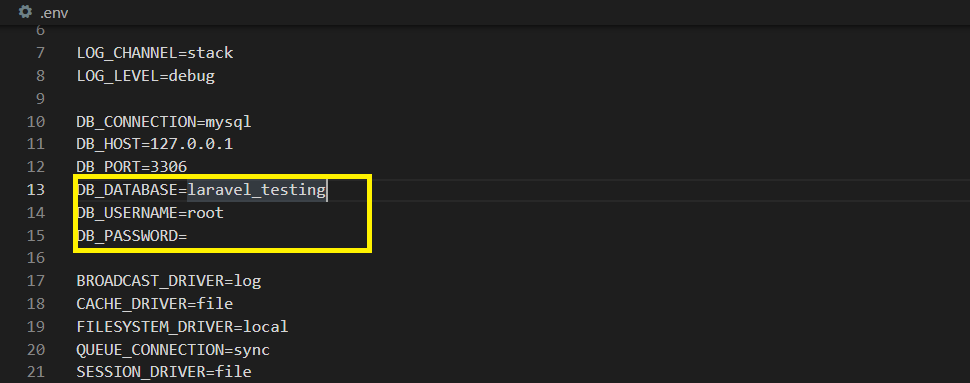 .env
6
7 LOG_CHANNEL=stack
8 LOG_LEVEL=debug
9
10 DB_CONNECTION=mysql
11 DB_HOST=127.0.0.1
12 DB_PORT=3306
13 DB_DATABASE=laravel_testing
14 DB_USERNAME=root
15 DB_PASSWORD=
16
17 BROADCAST_DRIVER=log
18 CACHE_DRIVER=file
19 FILESYSTEM_DRIVER=local
20 QUEUE_CONNECTION=sync
21 SESSION_DRIVER=file